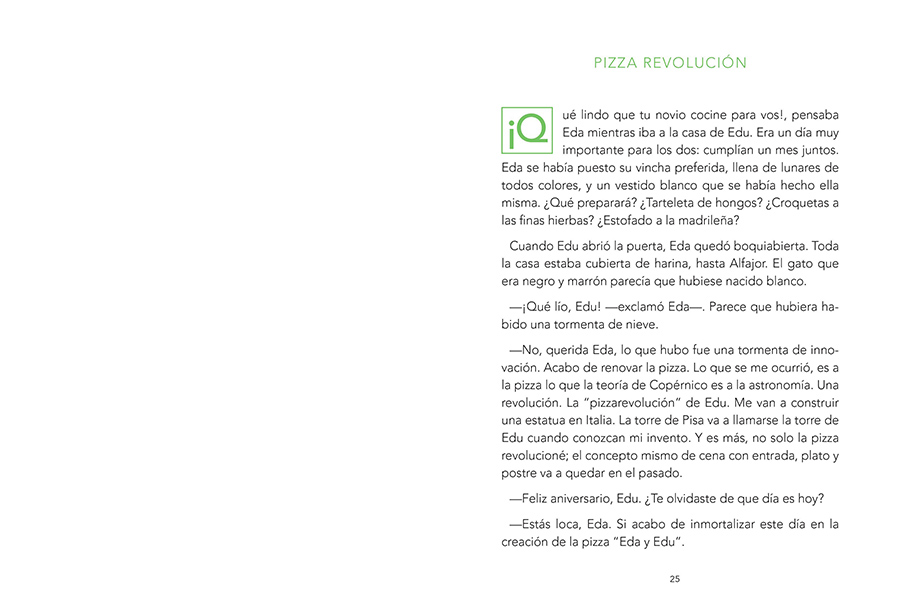 PIZZA REVOLUCIÓN
¡Qué lindo que tu novio cocine para vos!, pensaba
Eda mientras iba a la casa de Edu. Era un día muy
importante para los dos: cumplían un mes juntos.
Eda se había puesto su vincha preferida, llena de lunares de
todos colores, y un vestido blanco que se había hecho ella
misma. ¿Qué preparará? ¿Tarteleta de hongos? ¿Croquetas a
las finas hierbas? ¿Estofado a la madrileña?
Cuando Edu abrió la puerta, Eda quedó boquiabierta. Toda
la casa estaba cubierta de harina, hasta Alfajor. El gato que
era negro y marrón parecía que hubiese nacido blanco.
—¡Qué lío, Edu! —exclamó Eda—. Parece que hubiera ha-
bido una tormenta de nieve.
—No, querida Eda, lo que hubo fue una tormenta de inno-
vación. Acabo de renovar la pizza. Lo que se me ocurrió, es a
la pizza lo que la teoría de Copérnico es a la astronomía. Una
revolución. La “pizzarevolución” de Edu. Me van a construir
una estatua en Italia. La torre de Pisa va a llamarse la torre de
Edu cuando conozcan mi invento. Y es más, no solo la pizza
revolucioné; el concepto mismo de cena con entrada, plato y
postre va a quedar en el pasado.
—Feliz aniversario, Edu. ¿Te olvidaste de que día es hoy?
—Estás loca, Eda. Si acabo de inmortalizar este día en la
creación de la pizza “Eda y Edu”.
25